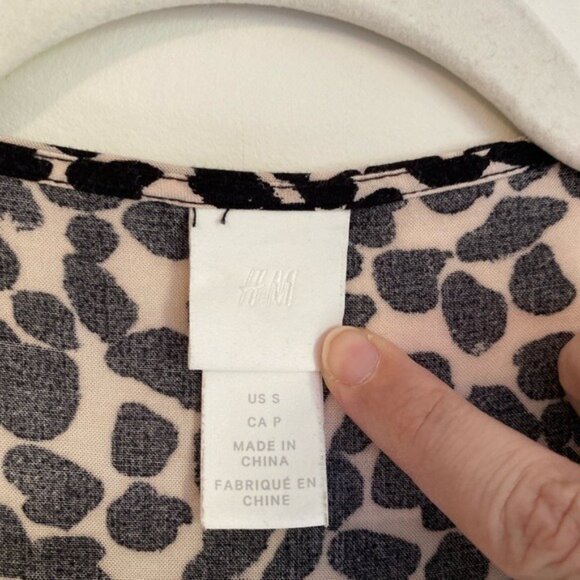 H&M
US S
CA P
MADE IN
CHINA
FABRIQUÉ EN
CHINE